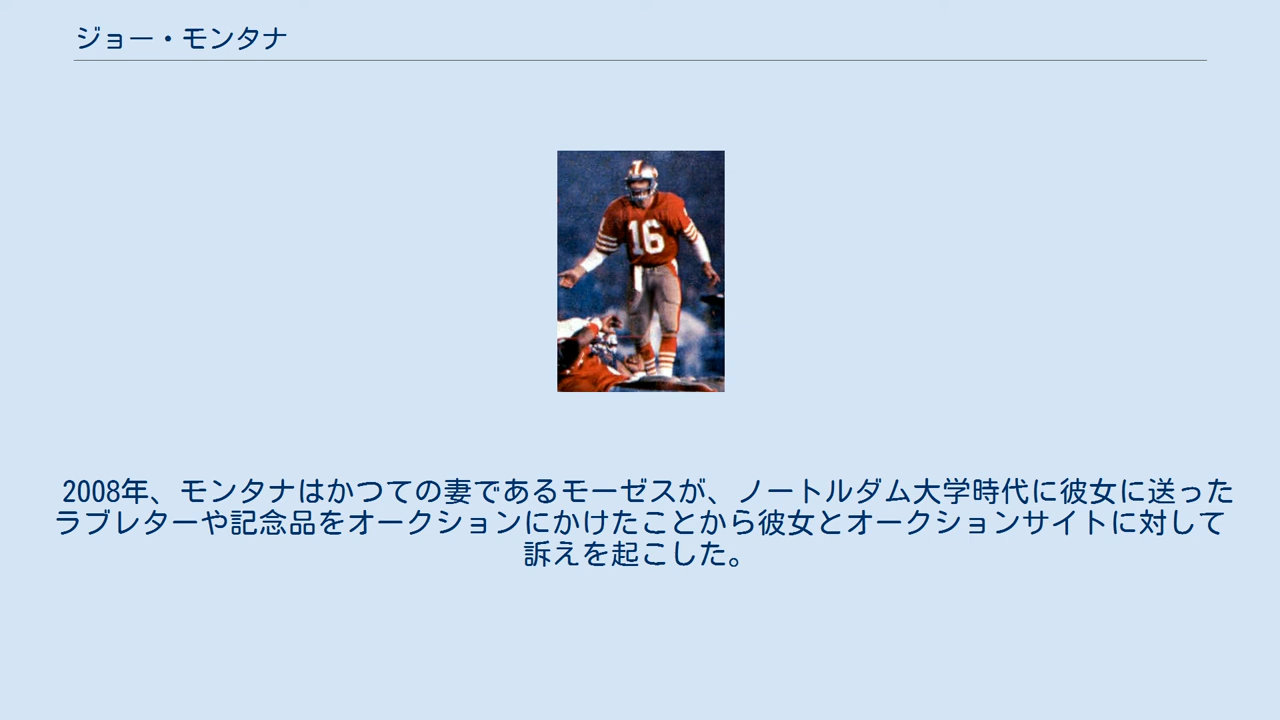 ジョー・モンタナ
16
2008年、モンタナはかつての妻であるモーゼスが、ノートルダム大学時代に彼女に送った
ラブレターや記念品をオークションにかけたことから彼女とオークションサイトに対して
訴えを起こした。